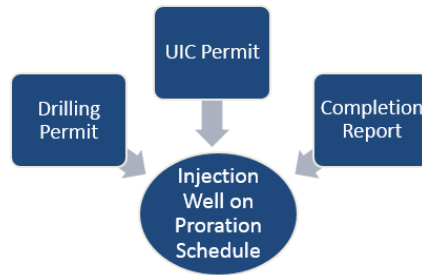 UIC Permit
Drilling
Permit
Completion
Report
Injection
Well on
Proration
Schedule